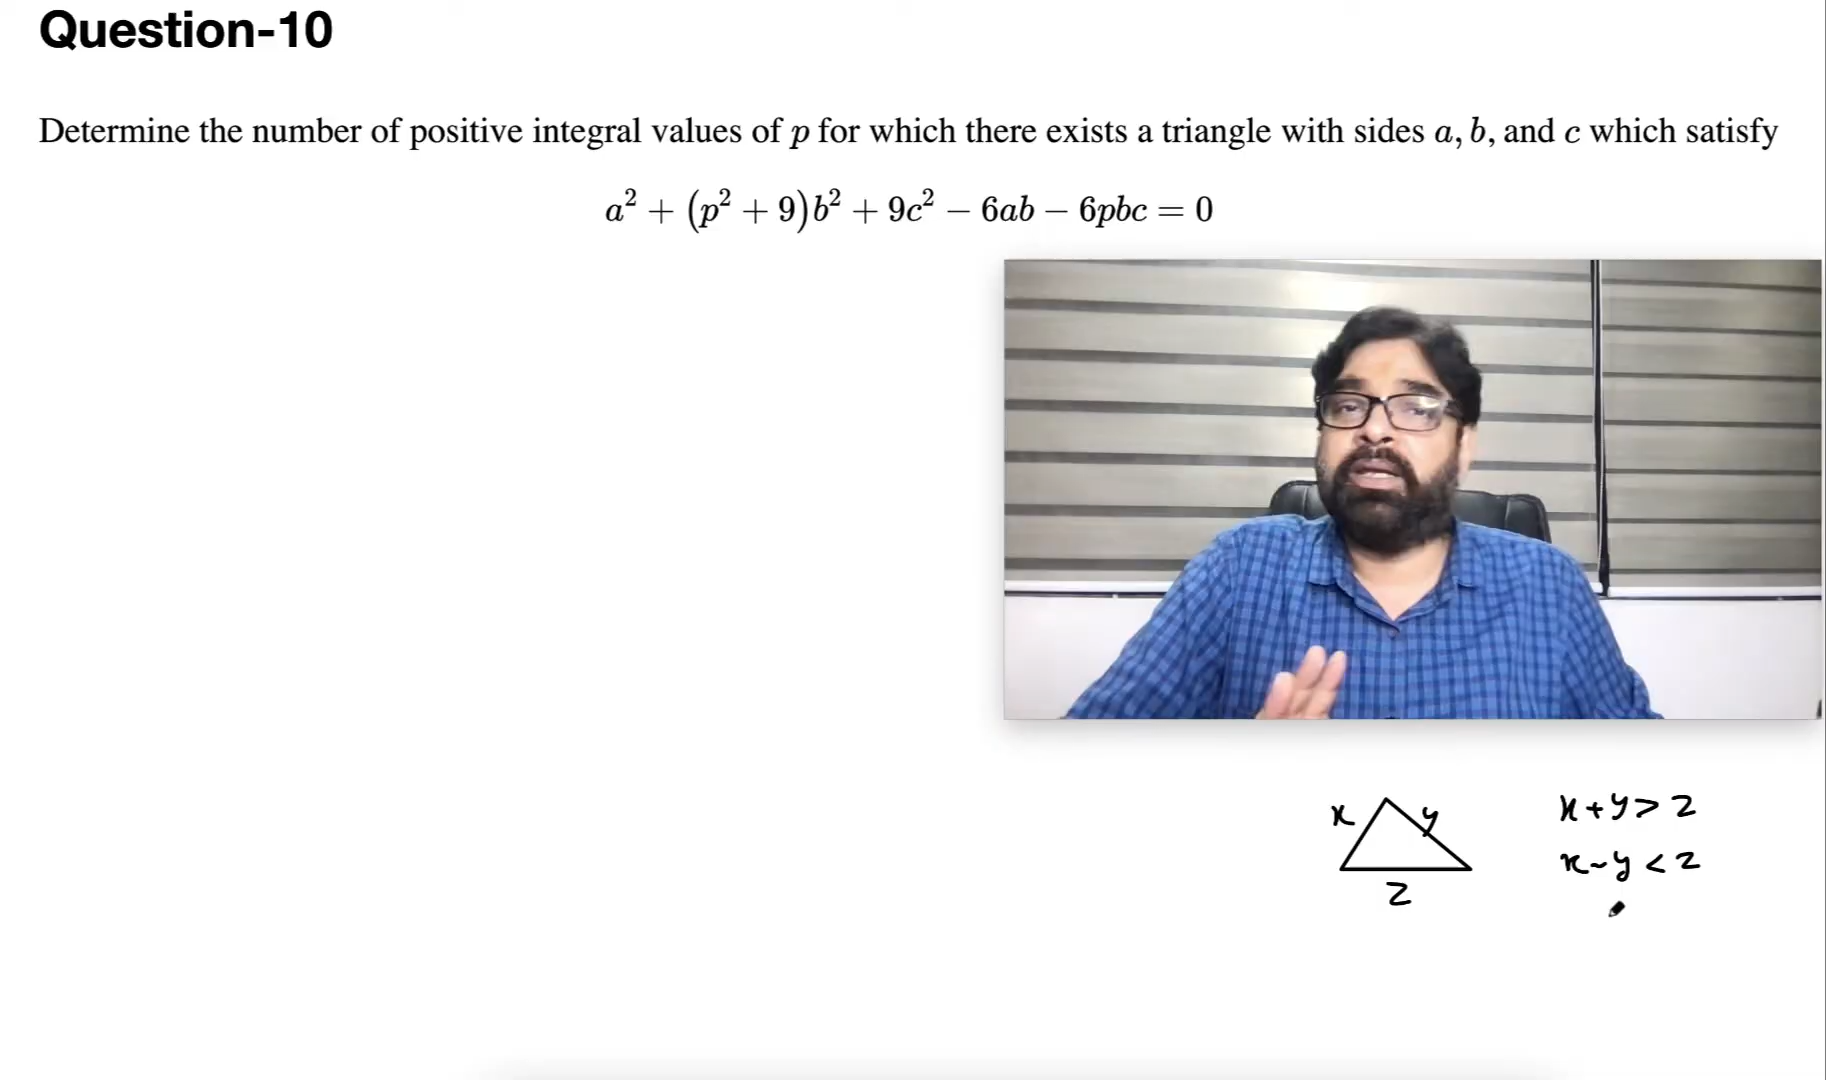 Question-10
Determine the number of positive integral values of p for which there exists a triangle with sides a, b, and c which satisfy
a² + (p² + 9)b² + 9c² − 6ab − 6pbc = 0
x
y
z
x+y > z
x~y < z